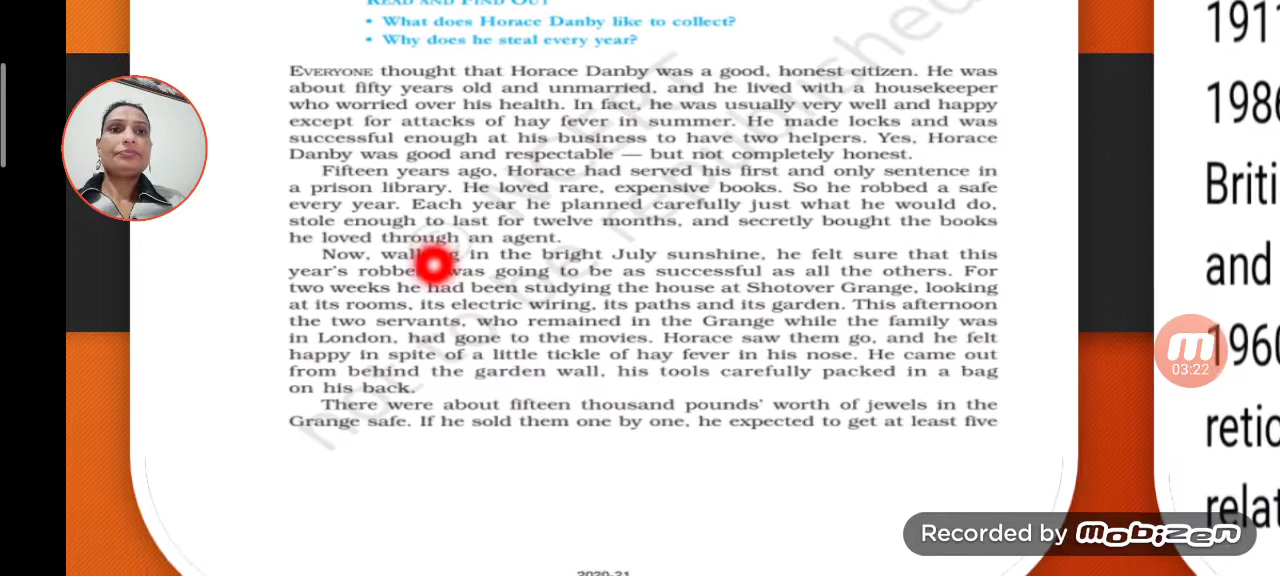 READ AND FIND OUT
• What does Horace Danby like to collect?
• Why does he steal every year?
EVERYONE thought that Horace Danby was a good, honest citizen. He was
about fifty years old and unmarried, and he lived with a housekeeper
who worried over his health. In fact, he was usually very well and happy
except for attacks of hay fever in summer. He made locks and was
successful enough at his business to have two helpers. Yes, Horace
Danby was good and respectable — but not completely honest.
Fifteen years ago, Horace had served his first and only sentence in
a prison library. He loved rare, expensive books. So he robbed a safe
every year. Each year he planned carefully just what he would do,
stole enough to last for twelve months, and secretly bought the books
he loved through an agent.
Now, walking in the bright July sunshine, he felt sure that this
year's robbery was going to be as successful as all the others. For
two weeks he had been studying the house at Shotover Grange, looking
at its rooms, its electric wiring, its paths and its garden. This afternoon
the two servants, who remained in the Grange while the family was
in London, had gone to the movies. Horace saw them go, and he felt
happy in spite of a little tickle of hay fever in his nose. He came out
from behind the garden wall, his tools carefully packed in a bag
on his back.
There were about fifteen thousand pounds' worth of jewels in the
Grange safe. If he sold them one by one, he expected to get at least five
not to be republished
1911
1986
Briti
and
1960
retic
relat
03:22
Recorded by mobizen
2020-21